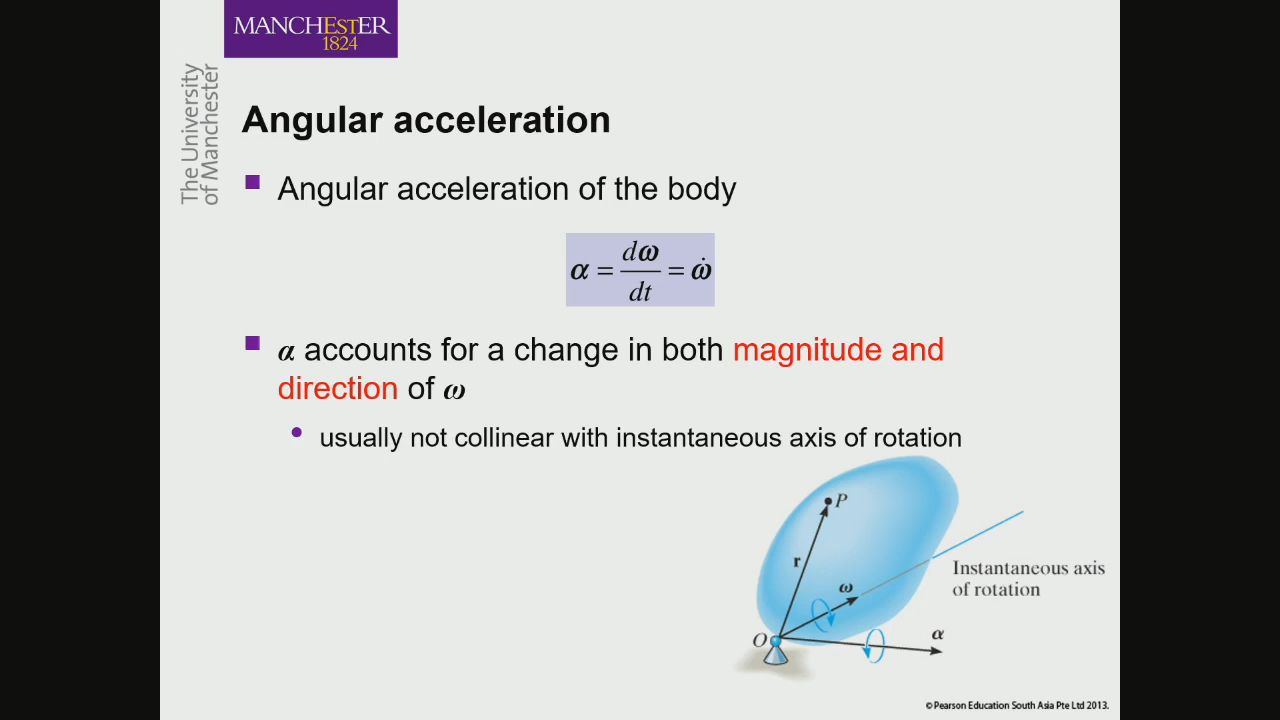 MANCHESTER
1824
The University
of Manchester
Angular acceleration
Angular acceleration of the body
α = dω/dt = ω̇
α accounts for a change in both magnitude and
direction of ω
usually not collinear with instantaneous axis of rotation
P
r
ω
Instantaneous axis
of rotation
O
α
© Pearson Education South Asia Pte Ltd 2013.